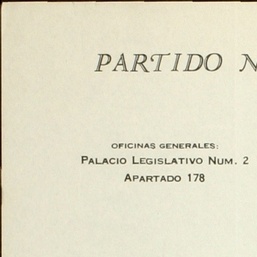 PARTIDO N
OFICINAS GENERALES:
PALACIO LEGISLATIVO NUM. 2
APARTADO 178